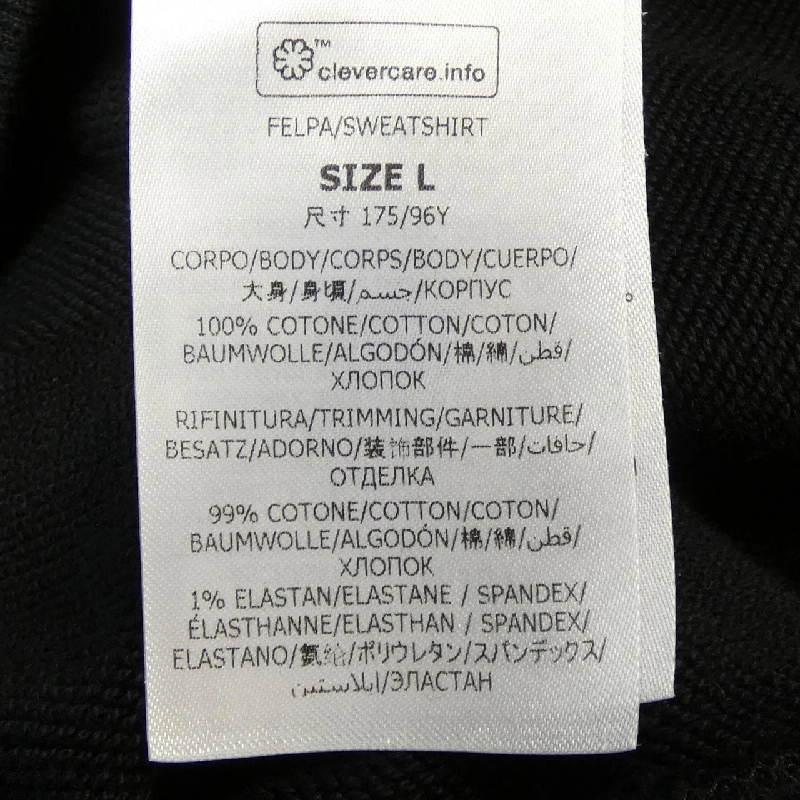 ™
clevercare.info
FELPA/SWEATSHIRT
SIZE L
尺寸 175/96Y
CORPO/BODY/CORPS/BODY/CUERPO/
大身/身頃/جسم/КОРПУС
100% COTONE/COTTON/COTON/
BAUMWOLLE/ALGODÓN/棉/綿/قطن/
ХЛОПОК
RIFINITURA/TRIMMING/GARNITURE/
BESATZ/ADORNO/装饰部件/一部/حافات/
ОТДЕЛКА
99% COTONE/COTTON/COTON/
BAUMWOLLE/ALGODÓN/棉/綿/قطن/
ХЛОПОК
1% ELASTAN/ELASTANE / SPANDEX/
ÉLASTHANNE/ELASTHAN / SPANDEX/
ELASTANO/氨纶/ポリウレタン/スパンデックス/
ايلاستين/ЭЛАСТАН